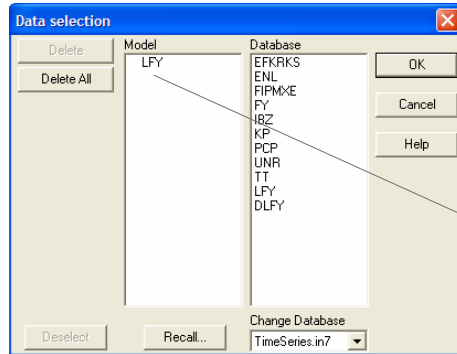 Data selection
Delete
Delete All
Model
LFY
Database
EFKRKS
ENL
FIPMXE
FY
IBZ
KP
PCP
UNR
TT
LFY
DLFY
OK
Cancel
Help
Deselect
Recall...
Change Database
TimeSeries.in7